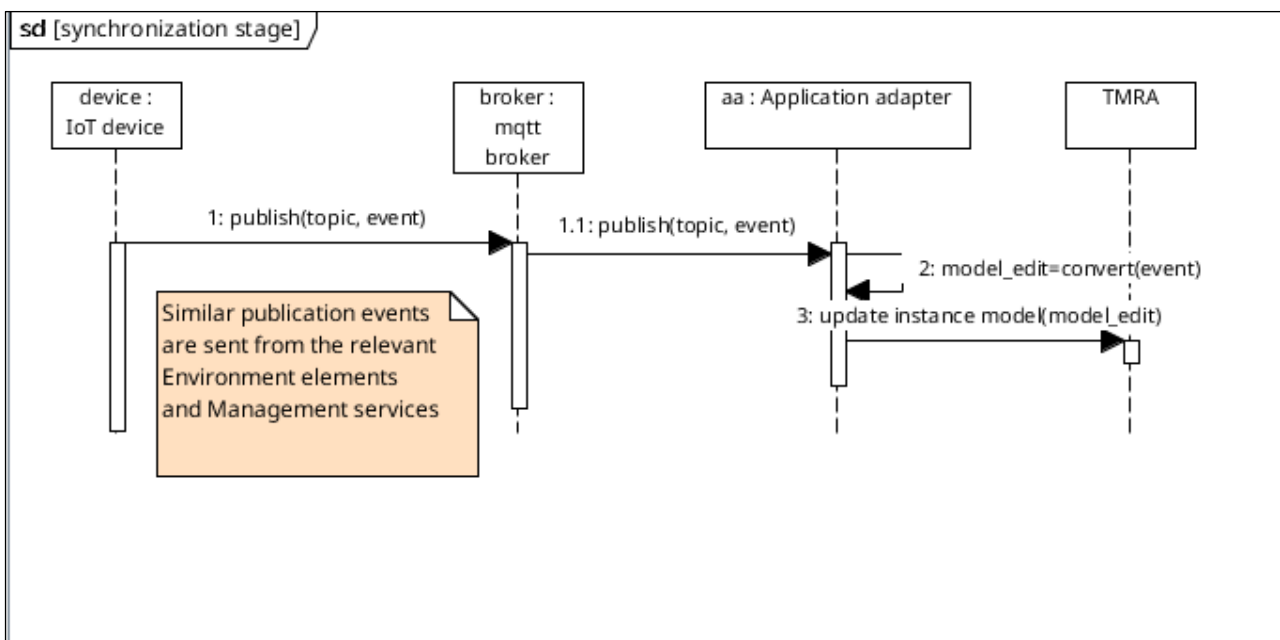 sd [synchronization stage]
device :
IoT device
broker :
mqtt
broker
aa : Application adapter
TMRA
1: publish(topic, event)
1.1: publish(topic, event)
2: model_edit=convert(event)
3: update instance model(model_edit)
Similar publication events
are sent from the relevant
Environment elements
and Management services